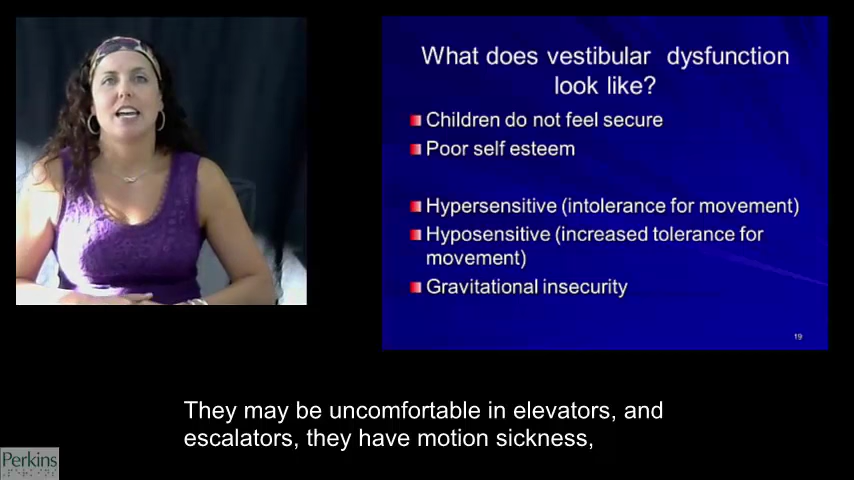 What does vestibular dysfunction
look like?
Children do not feel secure
Poor self esteem
Hypersensitive (intolerance for movement)
Hyposensitive (increased tolerance for
movement)
Gravitational insecurity
19
They may be uncomfortable in elevators, and
escalators, they have motion sickness,
Perkins